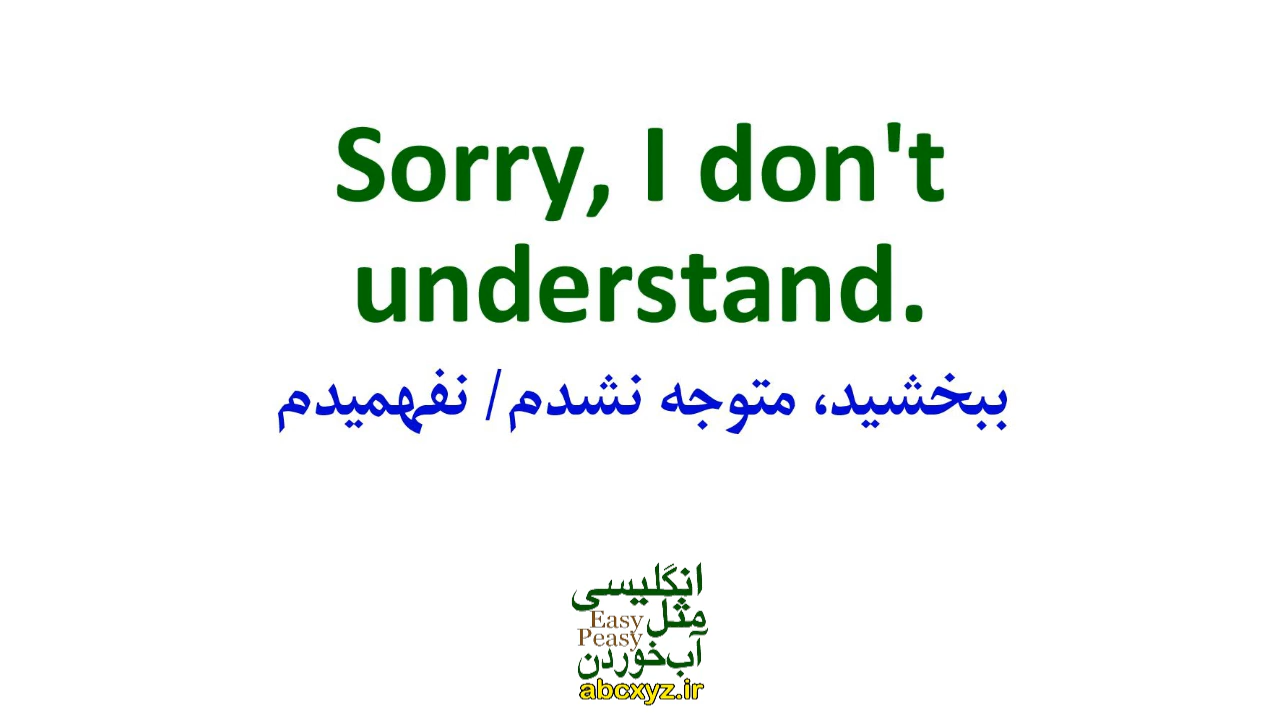 Sorry, I don't
understand.
ببخشید، متوجه نشدم/ نفهمیدم
انگلیسی
مثل
Easy
Peasy
آب‌خوردن
abcxyz.ir